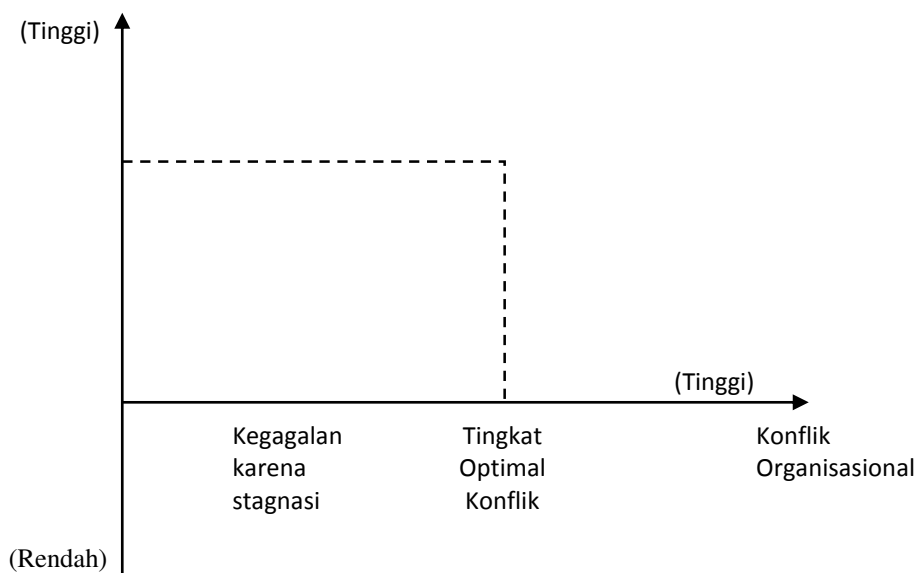 (Tinggi)
(Tinggi)
Kegagalan
karena
stagnasi
Tingkat
Optimal
Konflik
Konflik
Organisasional
(Rendah)